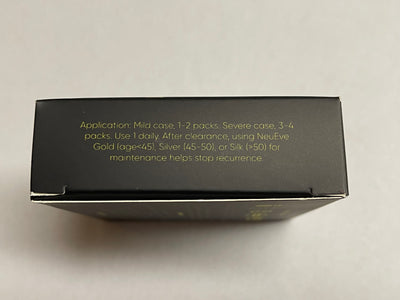 Application: Mild case, 1-2 packs. Severe case, 3-4
packs. Use 1 daily. After clearance, using NeuEve
Gold (age<45), Silver (45-50), or Silk (>50) for
maintenance helps stop recurrence.